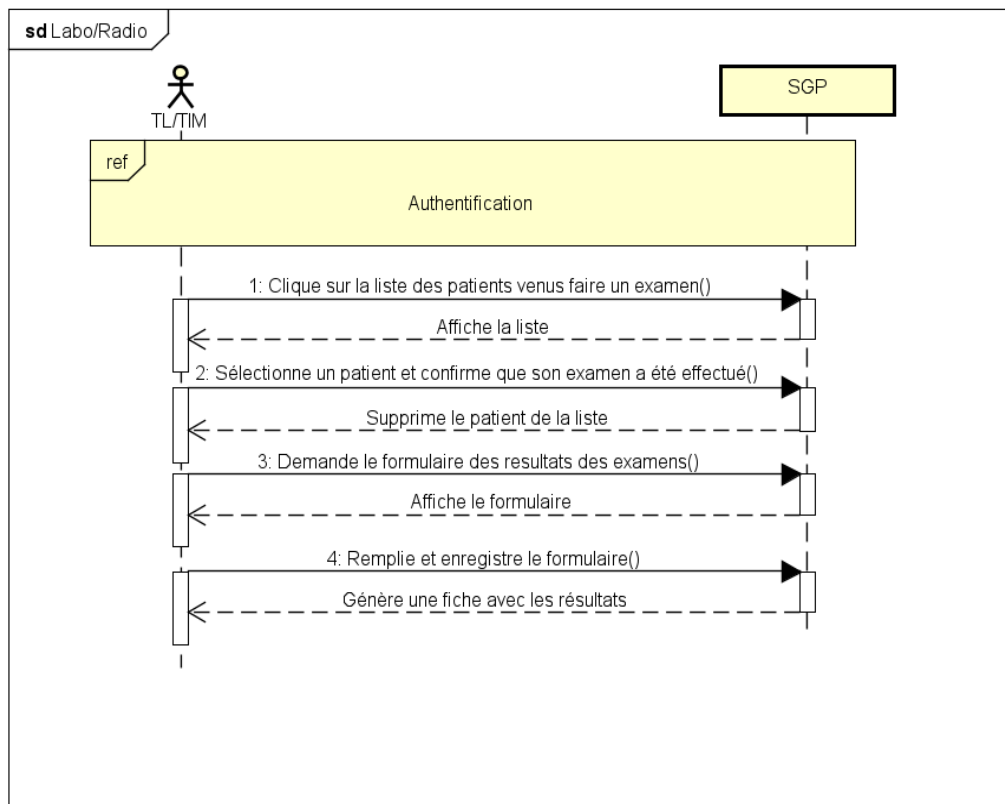 sd Labo/Radio
TL/TIM
SGP
ref
Authentification
1: Clique sur la liste des patients venus faire un examen()
Affiche la liste
2: Sélectionne un patient et confirme que son examen a été effectué()
Supprime le patient de la liste
3: Demande le formulaire des resultats des examens()
Affiche le formulaire
4: Remplie et enregistre le formulaire()
Génère une fiche avec les résultats